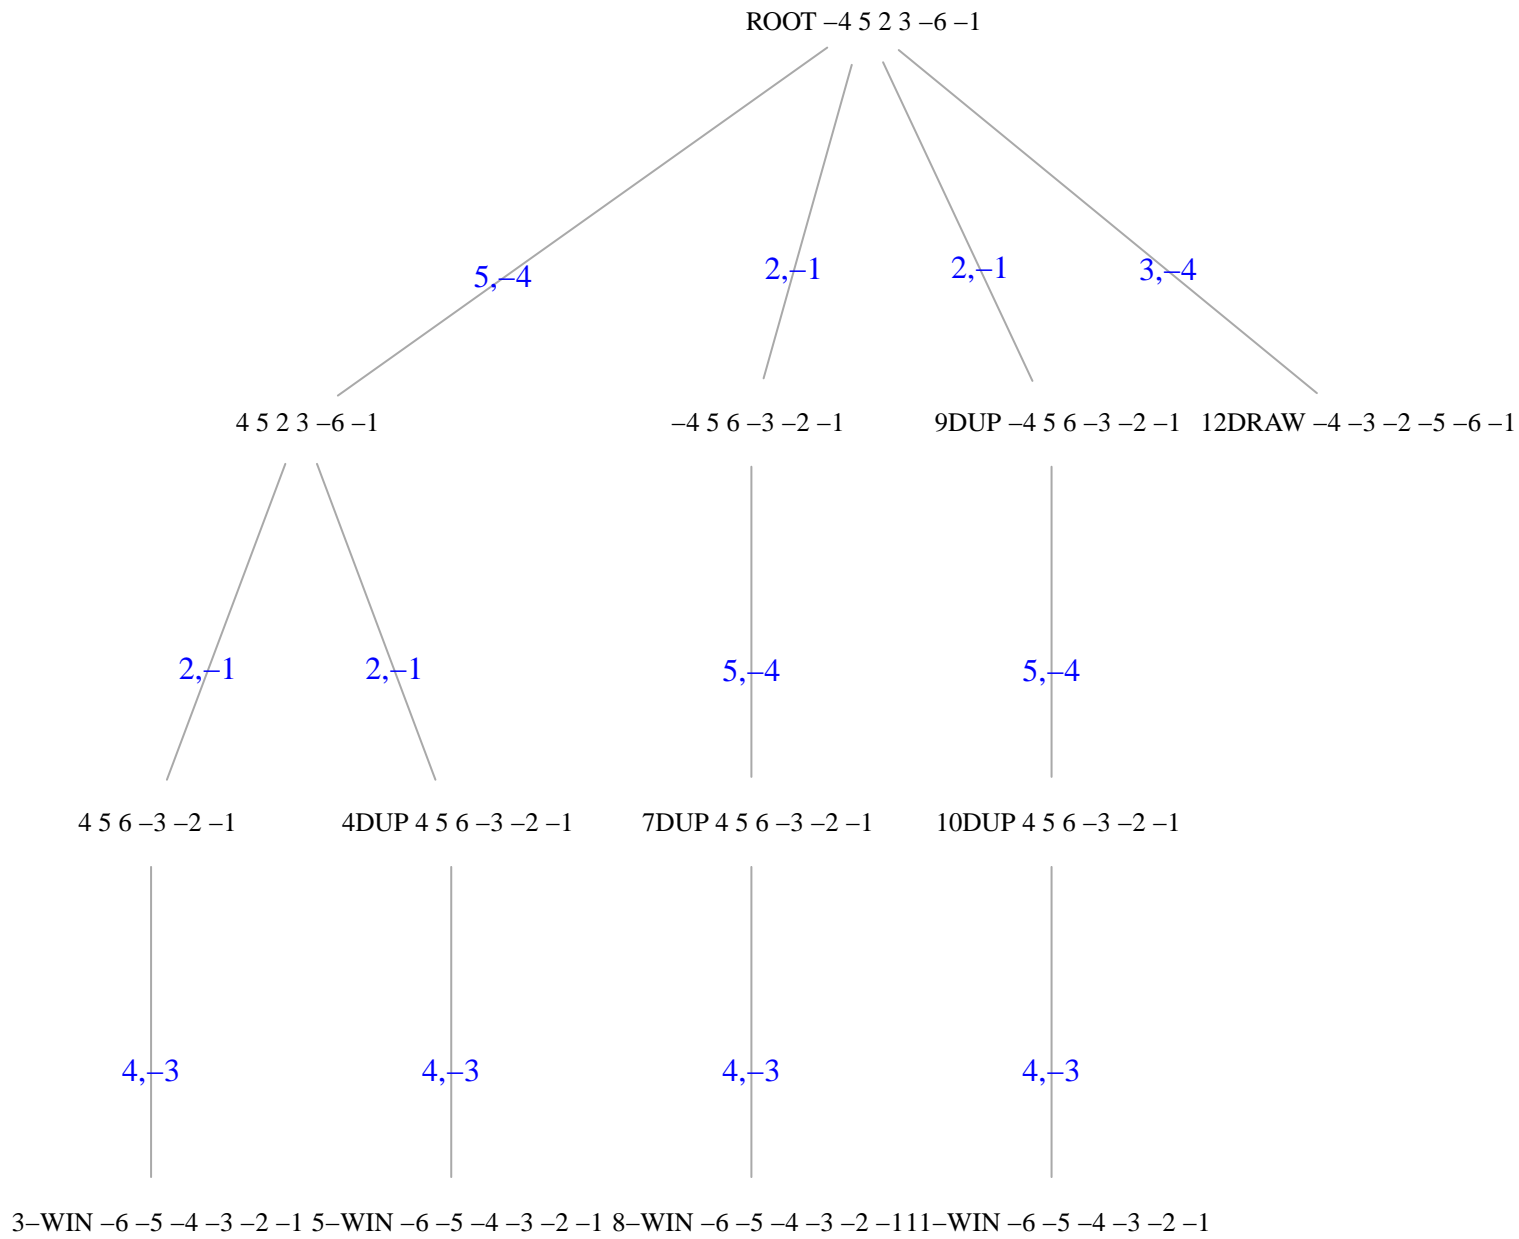 ROOT –4 5 2 3 –6 –1
5,–4
2,–1
2,–1
3,–4
4 5 2 3 –6 –1
–4 5 6 –3 –2 –1
9DUP –4 5 6 –3 –2 –1
12DRAW –4 –3 –2 –5 –6 –1
2,–1
2,–1
5,–4
5,–4
4 5 6 –3 –2 –1
4DUP 4 5 6 –3 –2 –1
7DUP 4 5 6 –3 –2 –1
10DUP 4 5 6 –3 –2 –1
4,–3
4,–3
4,–3
4,–3
3–WIN –6 –5 –4 –3 –2 –1
5–WIN –6 –5 –4 –3 –2 –1
8–WIN –6 –5 –4 –3 –2 –1
11–WIN –6 –5 –4 –3 –2 –1